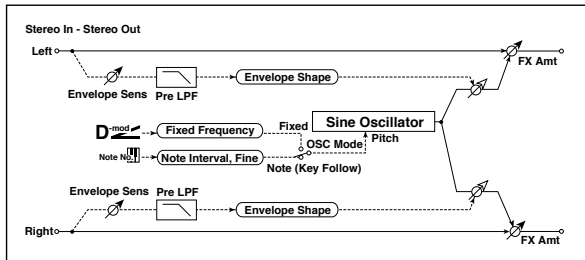 Stereo In - Stereo Out
Left
FX Amt
Envelope Sens
Pre LPF
Envelope Shape
D-mod
Fixed Frequency
Fixed
Sine Oscillator
OSC Mode
Pitch
Note No.
Note Interval, Fine
Note (Key Follow)
Envelope Sens
Pre LPF
Envelope Shape
Right
FX Amt